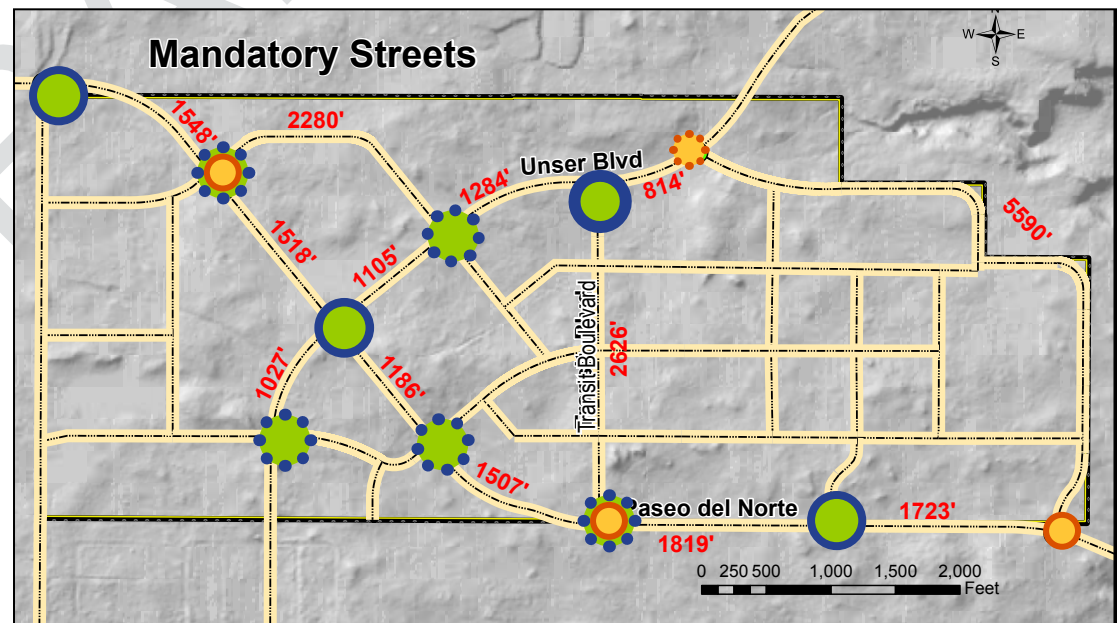 Mandatory Streets
N
W E
S
1548'
2280'
Unser Blvd
1284'
814'
5590'
1518'
1105'
Transit Boulevard
2626'
1027'
1186'
1507'
Paseo del Norte
1723'
1819'
0 250 500 1,000 1,500 2,000
Feet